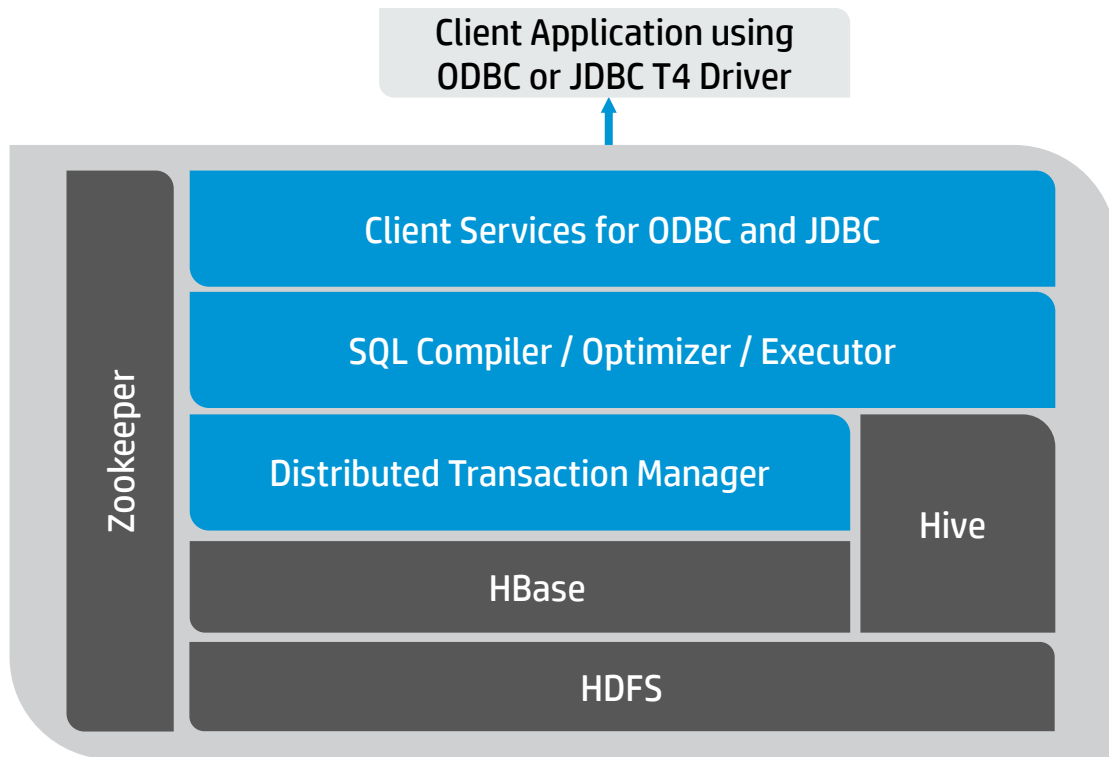 Client Application using
ODBC or JDBC T4 Driver
Client Services for ODBC and JDBC
SQL Compiler / Optimizer / Executor
Zookeeper
Distributed Transaction Manager
Hive
HBase
HDFS